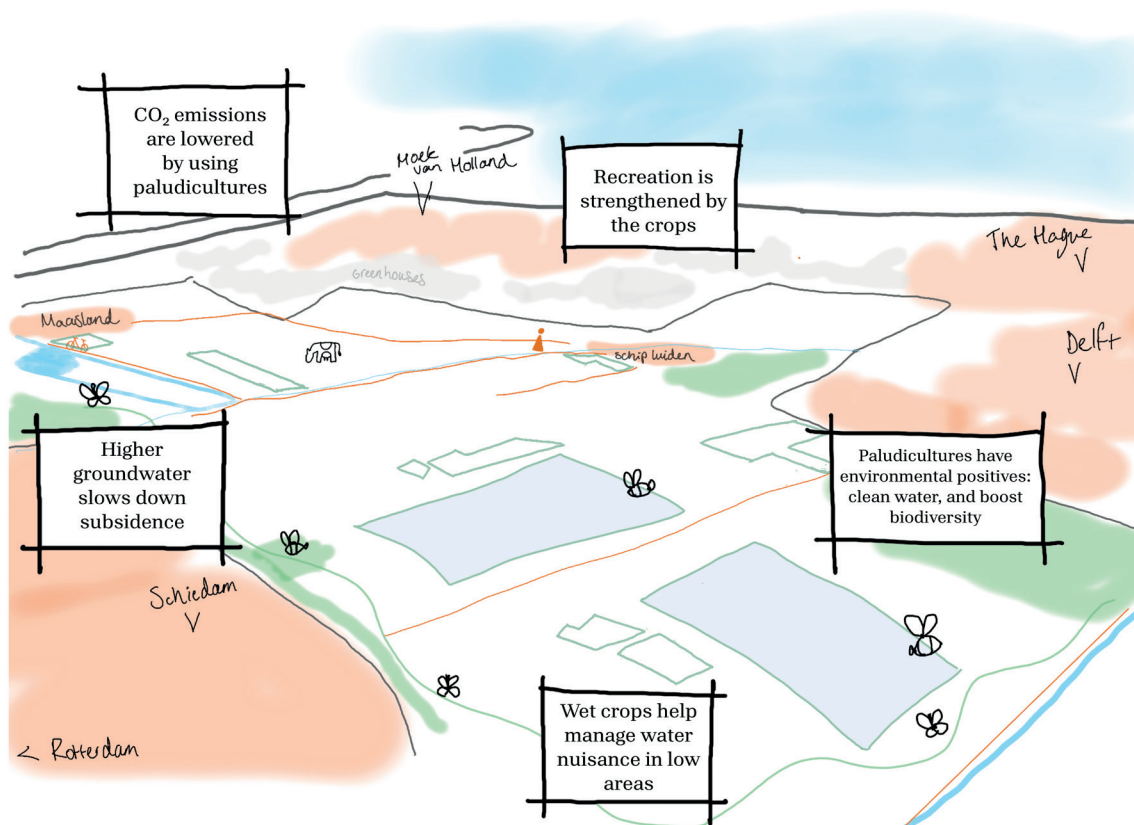 CO₂ emissions
are lowered
by using
paludicultures
Hoek
van Holland
Recreation is
strengthened by
the crops
The Hague
Greenhouses
Maasland
Delft
Schipluiden
Higher
groundwater
slows down
subsidence
Paludicultures have
environmental positives:
clean water, and boost
biodiversity
Schiedam
Wet crops help
manage water
nuisance in low
areas
< Rotterdam